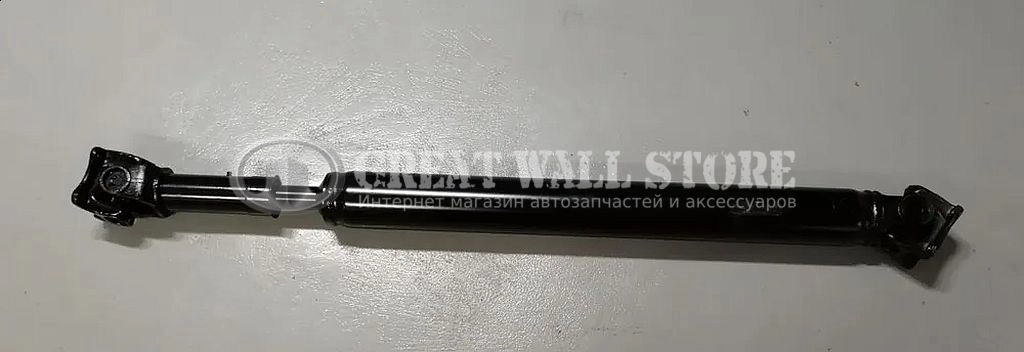 GREAT WALL STORE
Интернет магазин автозапчастей и аксессуаров